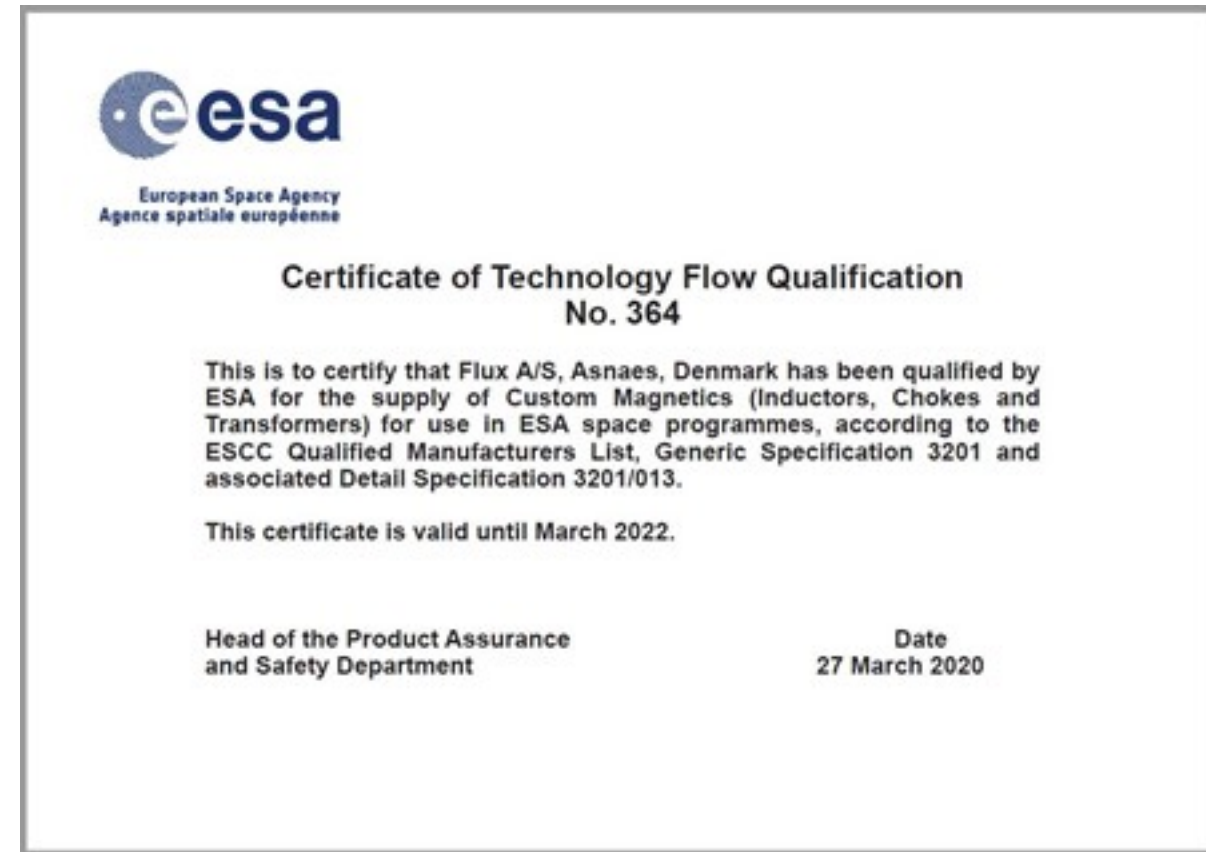 esa
European Space Agency
Agence spatiale européenne
Certificate of Technology Flow Qualification
No. 364
This is to certify that Flux A/S, Asnaes, Denmark has been qualified by
ESA for the supply of Custom Magnetics (Inductors, Chokes and
Transformers) for use in ESA space programmes, according to the
ESCC Qualified Manufacturers List, Generic Specification 3201 and
associated Detail Specification 3201/013.
This certificate is valid until March 2022.
Head of the Product Assurance
and Safety Department
Date
27 March 2020